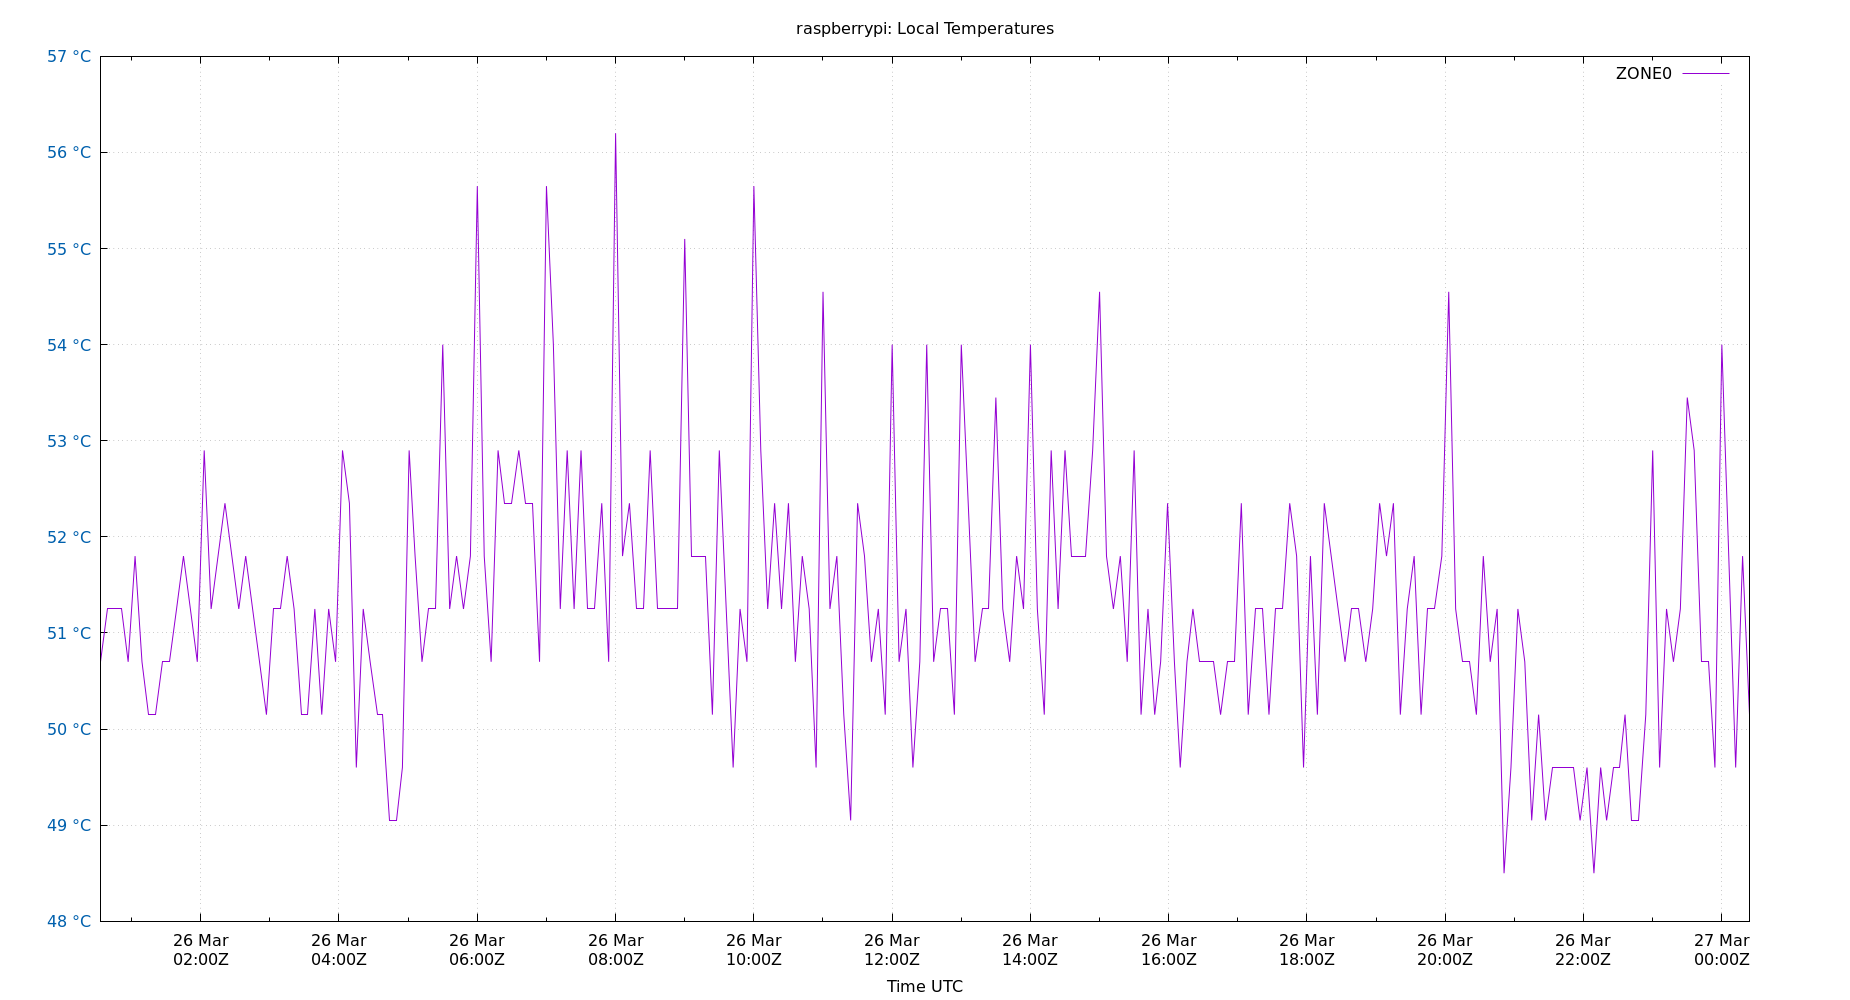 raspberrypi: Local Temperatures
57 °C
ZONE0
56 °C
55 °C
54 °C
53 °C
52 °C
51 °C
50 °C
49 °C
48 °C
26 Mar 26 Mar 26 Mar 26 Mar 26 Mar 26 Mar 26 Mar 26 Mar 26 Mar 26 Mar 26 Mar 27 Mar
02:00Z 04:00Z 06:00Z 08:00Z 10:00Z 12:00Z 14:00Z 16:00Z 18:00Z 20:00Z 22:00Z 00:00Z
Time UTC